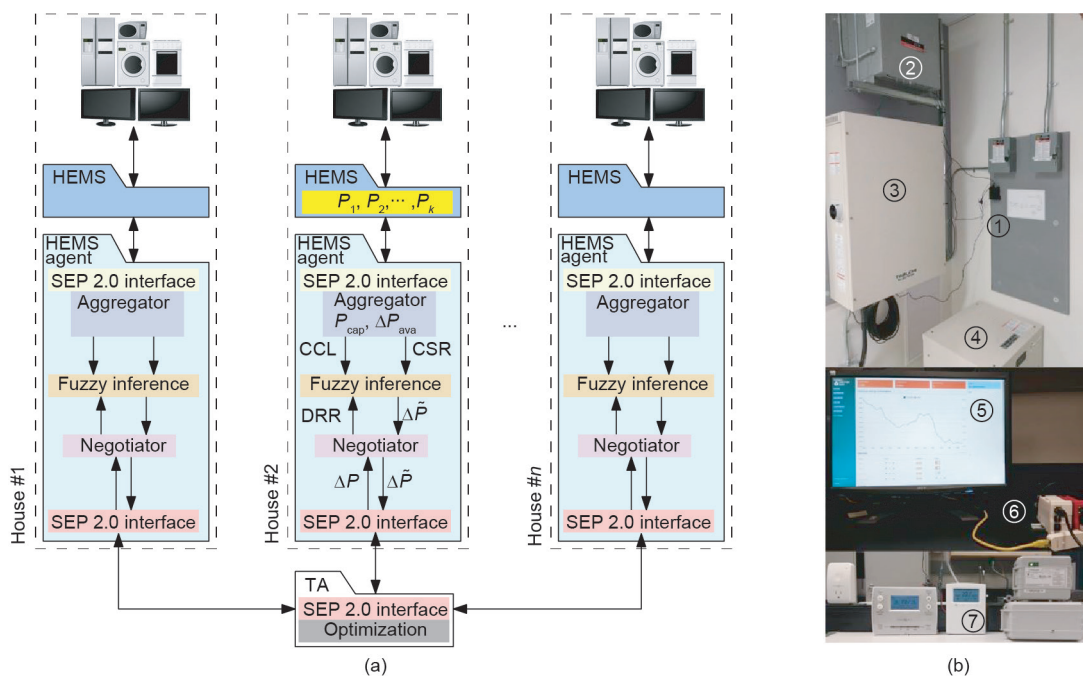 HEMS
HEMS
agent
SEP 2.0 interface
Aggregator
Fuzzy inference
Negotiator
SEP 2.0 interface
House #1
HEMS
P1, P2,··· ,Pk
HEMS
agent
SEP 2.0 interface
Aggregator
Pcap, ΔPava
CCL CSR
Fuzzy inference
DRR ΔP̃
Negotiator
ΔP ΔP̃
SEP 2.0 interface
House #2
...
HEMS
HEMS
agent
SEP 2.0 interface
Aggregator
Fuzzy inference
Negotiator
SEP 2.0 interface
House #n
TA
SEP 2.0 interface
Optimization
(a)
②
③
①
④
⑤
⑥
⑦
(b)